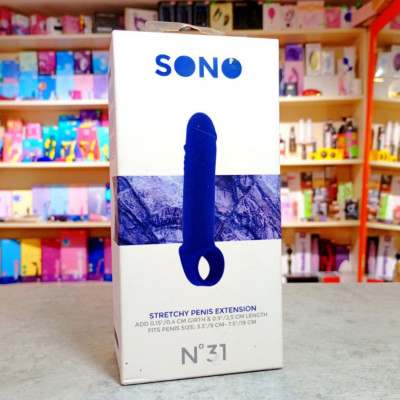 SONO
STRETCHY PENIS EXTENSION
ADD 0,15"/0,4 CM GIRTH & 0.9"/2,5 CM LENGTH
FITS PENIS SIZE: 3.5"/9 CM- 7.5"/19 CM
N°31